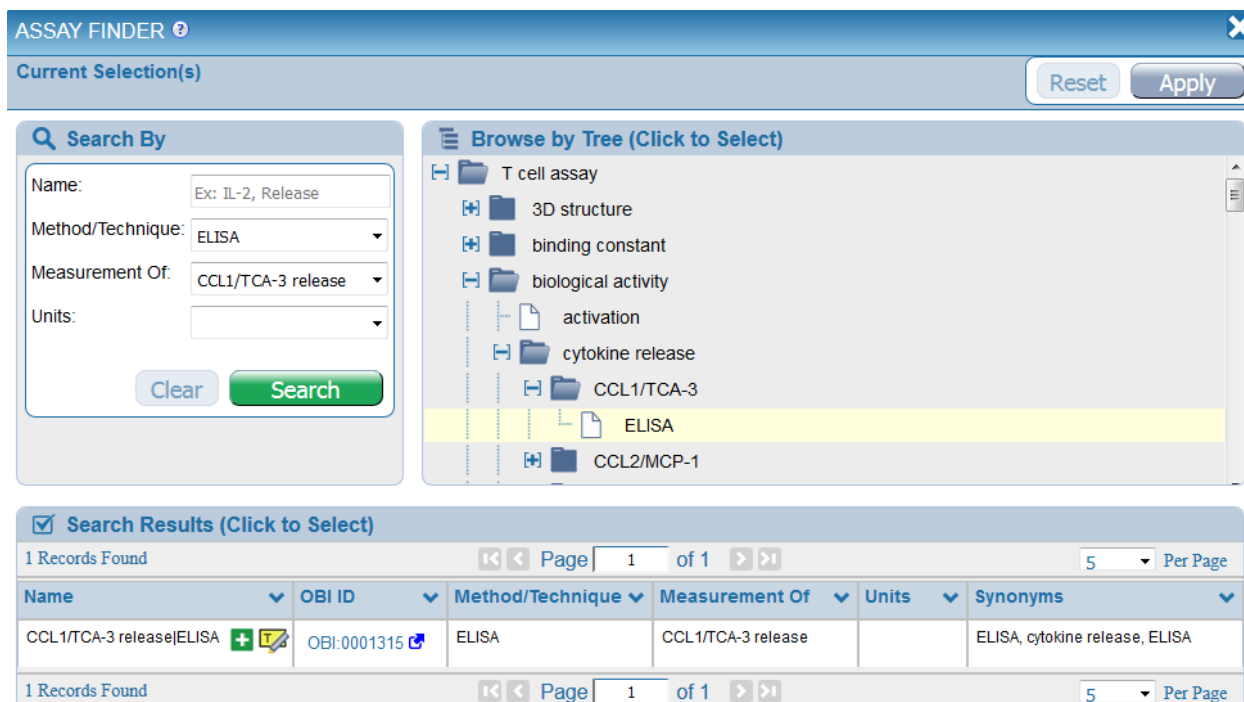 ASSAY FINDER ?
Current Selection(s)
Reset Apply
Search By
Name: Ex: IL-2, Release
Method/Technique: ELISA
Measurement Of: CCL1/TCA-3 release
Units:
Clear Search
Browse by Tree (Click to Select)
T cell assay
3D structure
binding constant
biological activity
activation
cytokine release
CCL1/TCA-3
ELISA
CCL2/MCP-1
Search Results (Click to Select)
1 Records Found Page 1 of 1 5 Per Page
Name OBI ID Method/Technique Measurement Of Units Synonyms
CCL1/TCA-3 release|ELISA T OBI:0001315 ELISA CCL1/TCA-3 release ELISA, cytokine release, ELISA
1 Records Found Page 1 of 1 5 Per Page